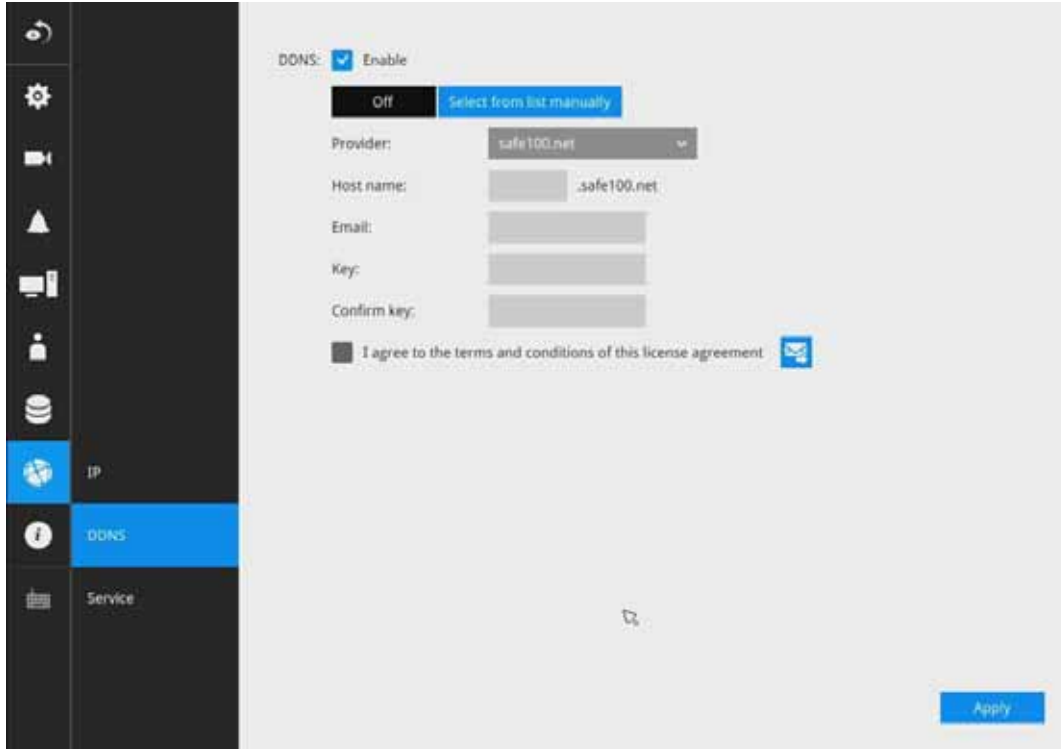 DDNS: Enable
Off Select from list manually
Provider: safe100.net
Host name: .safe100.net
Email:
Key:
Confirm key:
I agree to the terms and conditions of this license agreement
IP
DDNS
Service
Apply